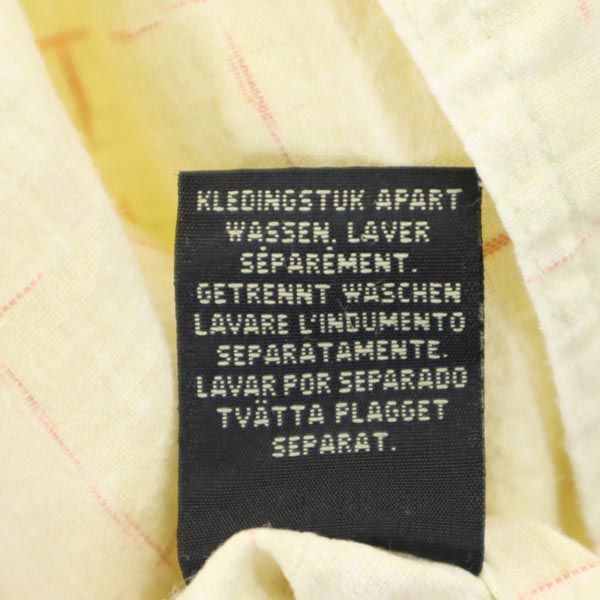 KLEDINGSTUK APART
WASSEN. LAVER
SÉPARÉMENT.
GETRENNT WASCHEN
LAVARE L'INDUMENTO
SEPARATAMENTE.
LAVAR POR SEPARADO
TVÄTTA PLAGGET
SEPARAT.